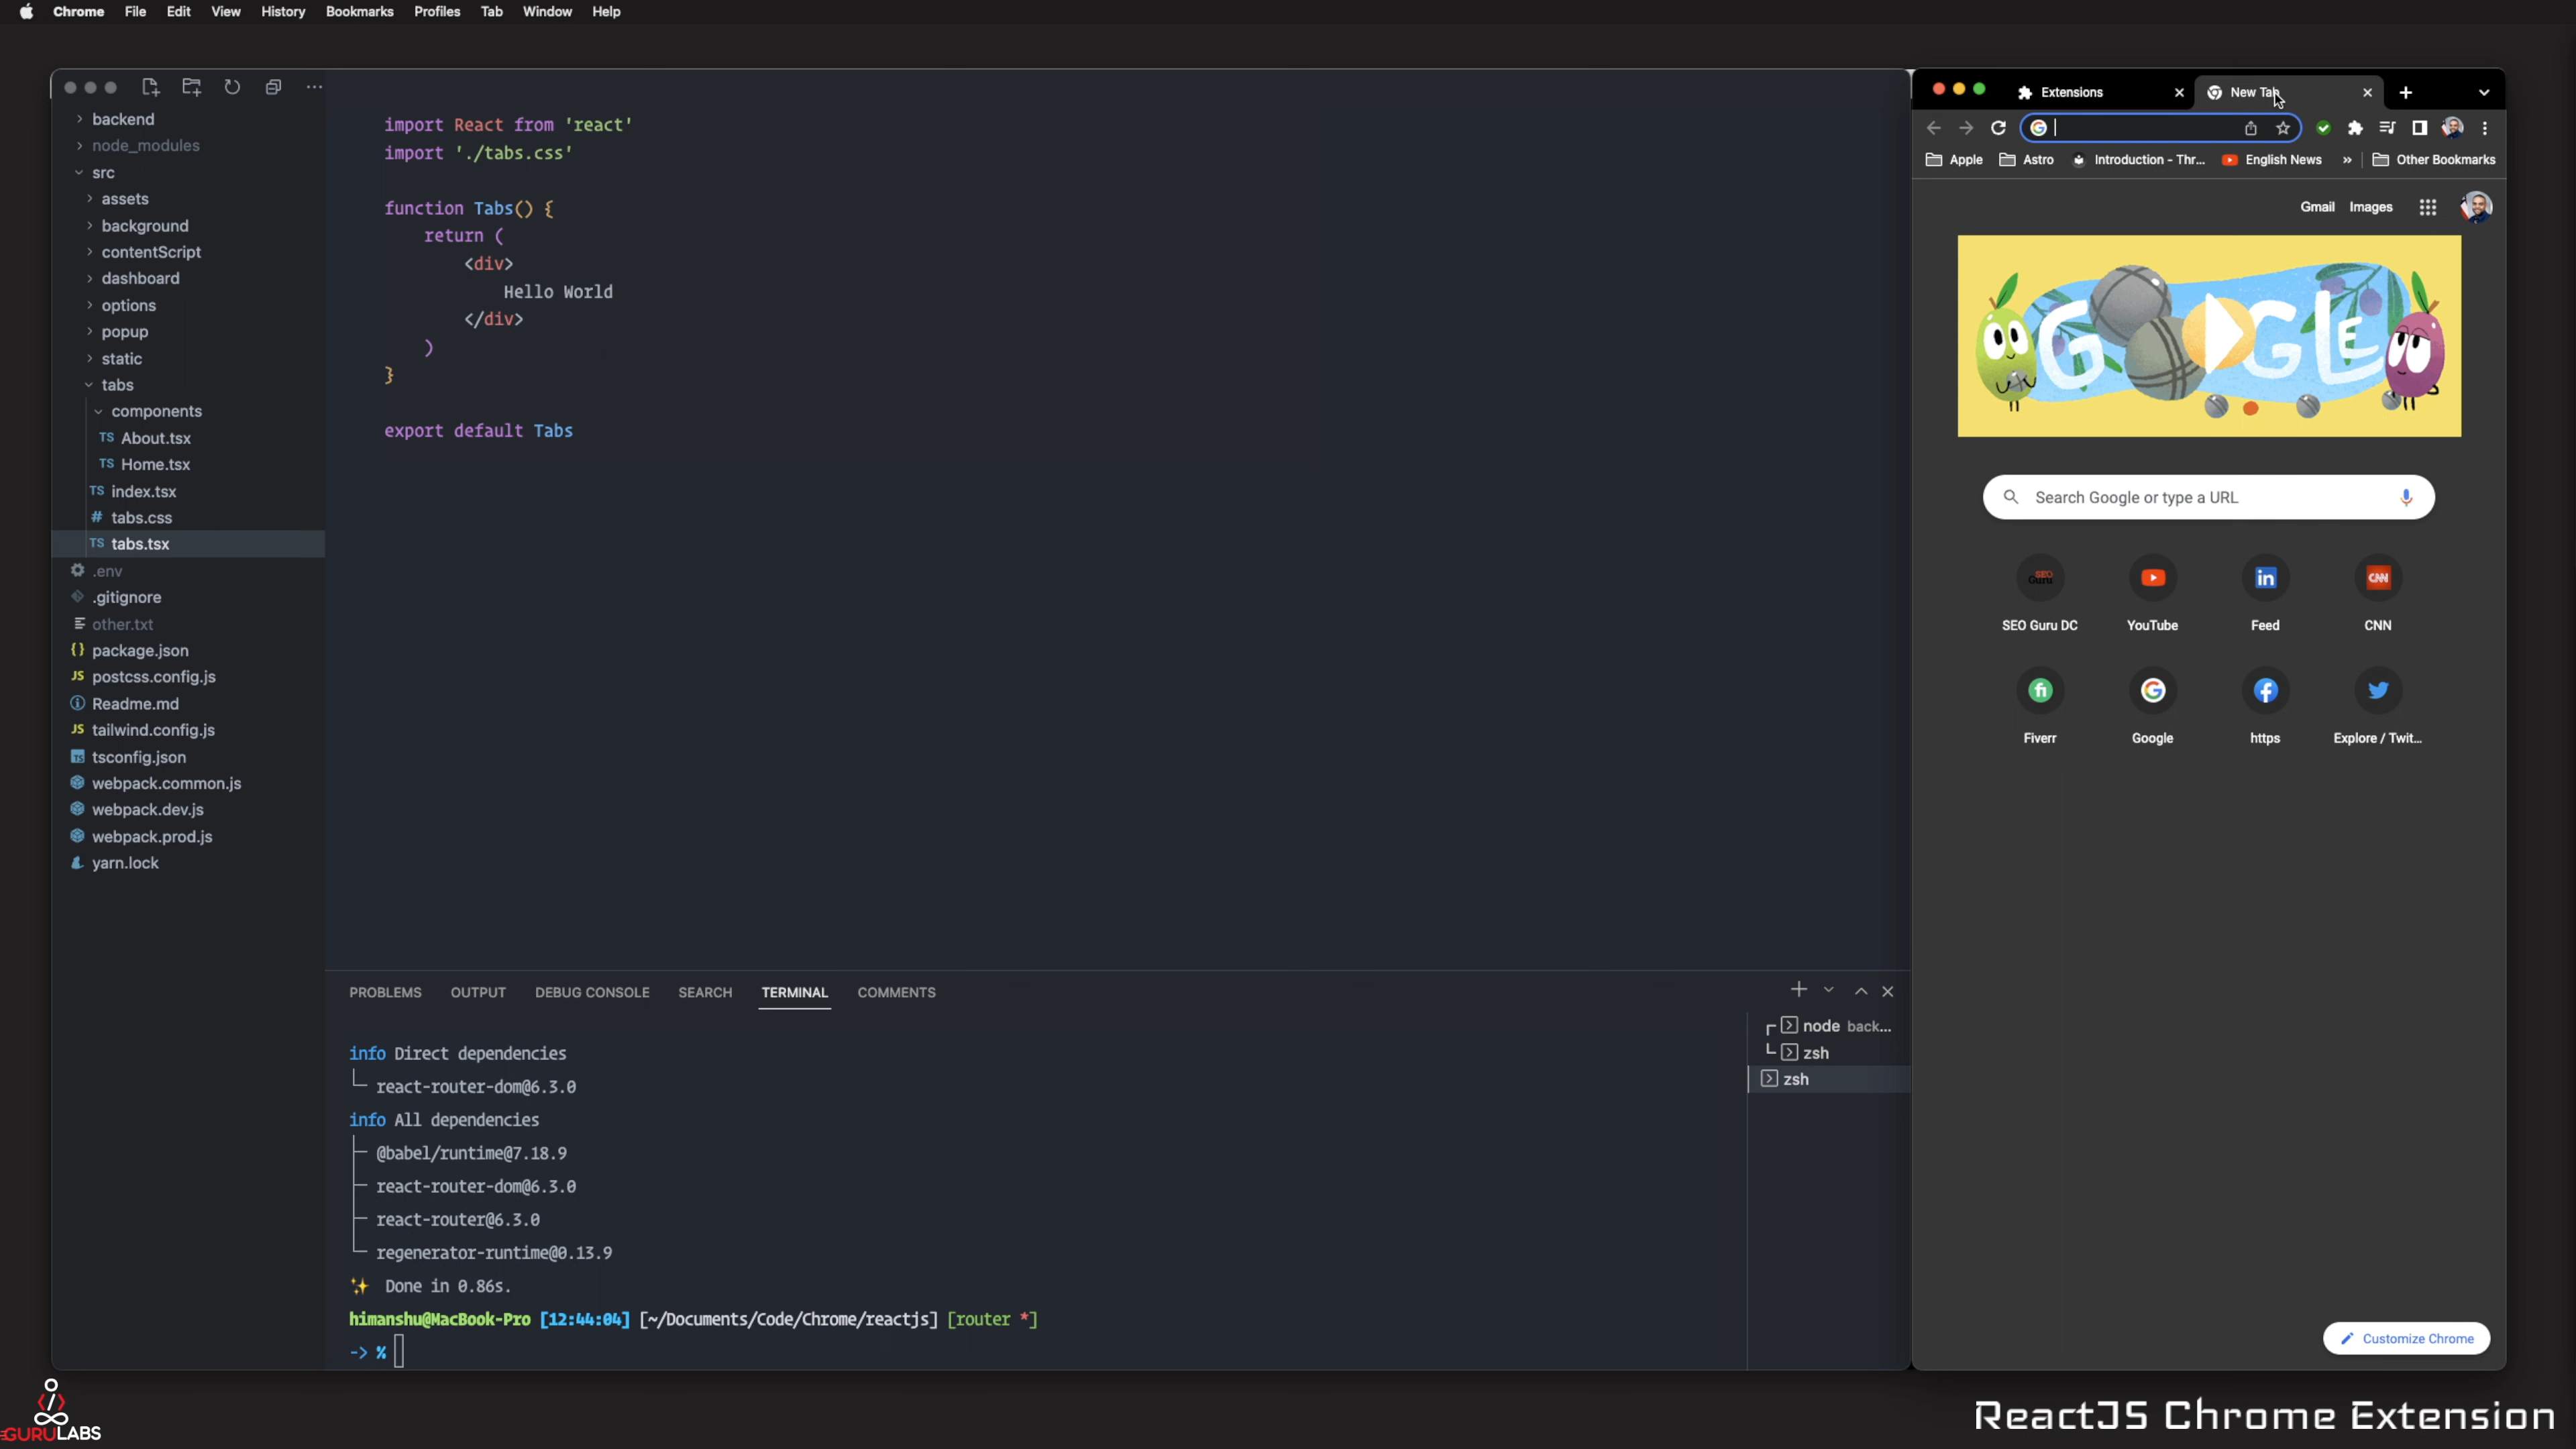 Chrome File Edit View History Bookmarks Profiles Tab Window Help
backend
node_modules
src
assets
background
contentScript
dashboard
options
popup
static
tabs
components
TS About.tsx
TS Home.tsx
TS index.tsx
# tabs.css
TS tabs.tsx
.env
.gitignore
other.txt
{} package.json
JS postcss.config.js
Readme.md
JS tailwind.config.js
TS tsconfig.json
webpack.common.js
webpack.dev.js
webpack.prod.js
yarn.lock
import React from 'react'
import './tabs.css'
function Tabs() {
return (
<div>
Hello World
</div>
)
}
export default Tabs
PROBLEMS OUTPUT DEBUG CONSOLE SEARCH TERMINAL COMMENTS
info Direct dependencies
└─ react-router-dom@6.3.0
info All dependencies
├─ @babel/runtime@7.18.9
├─ react-router-dom@6.3.0
├─ react-router@6.3.0
└─ regenerator-runtime@0.13.9
✨ Done in 0.86s.
himanshu@MacBook-Pro [12:44:04] [~/Documents/Code/Chrome/reactjs] [router *]
-> %
node back...
zsh
zsh
Extensions New Tab
Apple Astro Introduction - Thr... English News » Other Bookmarks
Gmail Images
GOOGLE
Search Google or type a URL
SEO Guru
in
CNN
SEO Guru DC YouTube Feed CNN
fi
Fiverr Google https Explore / Twit...
Customize Chrome
GURULABS
ReactJS Chrome Extension